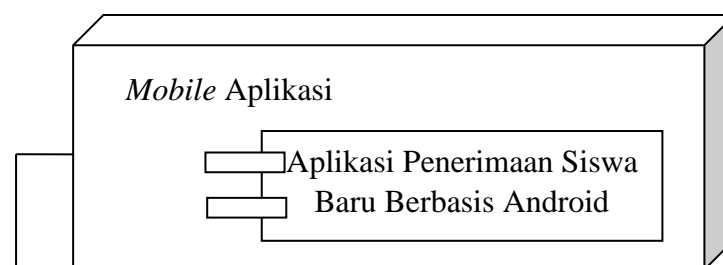 Mobile Aplikasi
Aplikasi Penerimaan Siswa
Baru Berbasis Android